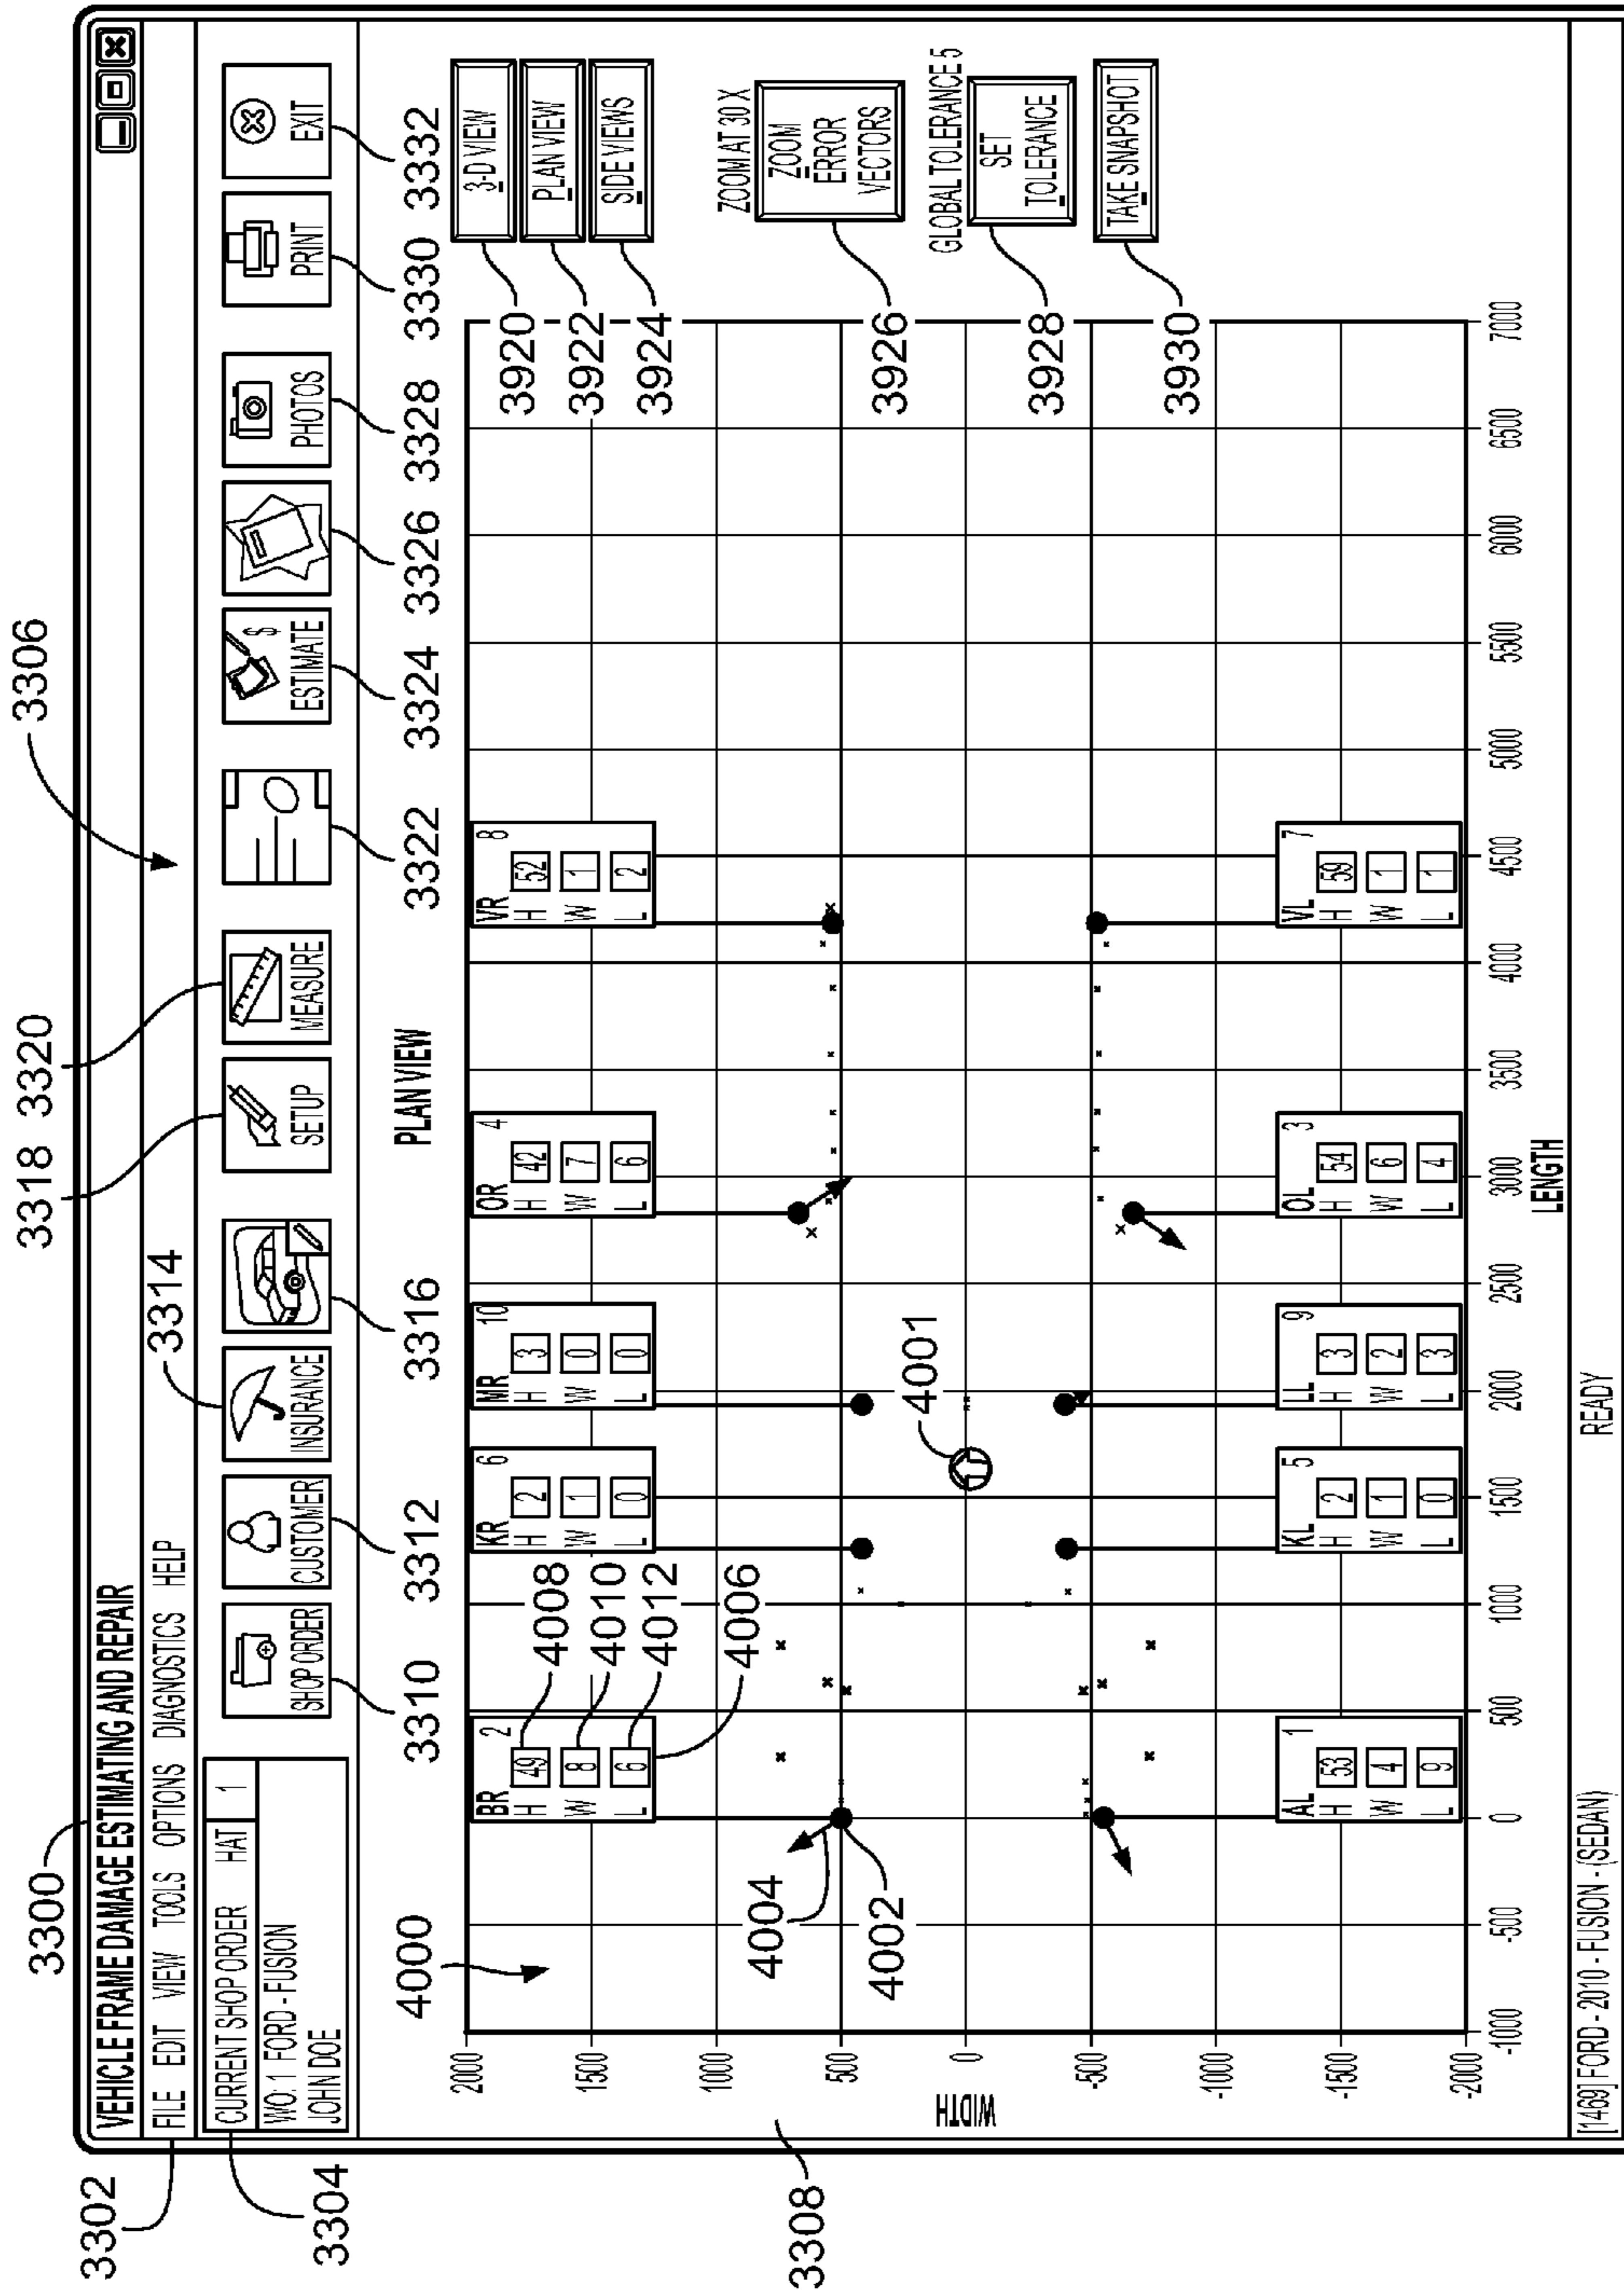 3300
3306
VEHICLE FRAME DAMAGE ESTIMATING AND REPAIR
3302
FILE EDIT VIEW TOOLS OPTIONS DIAGNOSTICS HELP
3314
3318 3320
3304
CURRENT SHOP ORDER HAT 1
WO: 1 FORD - FUSION
JOHN DOE
SHOP ORDER
CUSTOMER
INSURANCE
SETUP
MEASURE
$
ESTIMATE
PHOTOS
PRINT
EXIT
3310 3312 3316 3322 3324 3326 3328 3330 3332
PLAN VIEW
4000
3308
WIDTH
2000
1500
1000
500
0
-500
-1000
-1500
-2000
BR 2
H 49
W 8
L 6
KR 6
H 2
W 1
L 0
MR 10
H 3
W 0
L 0
OR 4
H 42
W 7
L 6
VR 8
H 52
W 1
L 2
4008
4010
4012
4006
4004
4002
4001
AL 1
H 53
W 4
L 9
KL 5
H 2
W 1
L 0
LL 9
H 3
W 2
L 3
OL 3
H 54
W 6
L 4
VL 7
H 59
W 1
L 1
-1000 -500 0 500 1000 1500 2000 2500 3000 3500 4000 4500 5000 5500 6000 6500 7000
LENGTH
3920
3-D VIEW
3922
PLAN VIEW
3924
SIDE VIEWS
ZOOM AT 30 X
3926
ZOOM
ERROR
VECTORS
GLOBAL TOLERANCE 5
3928
SET
TOLERANCE
3930
TAKE SNAPSHOT
[1469] FORD - 2010 - FUSION - (SEDAN) READY